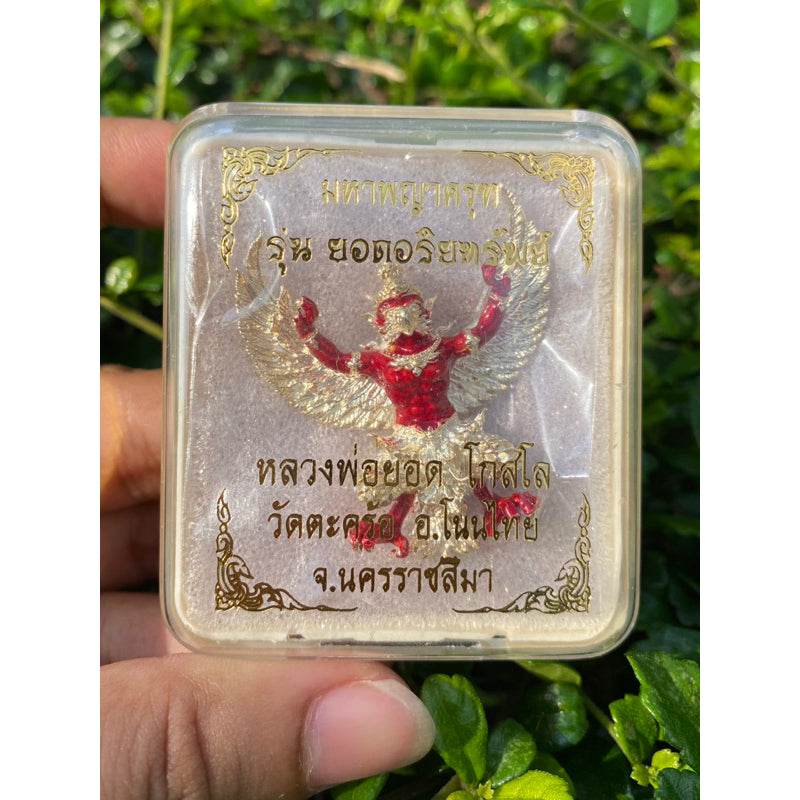 มหาพญาครุฑ
รุ่น ยอดอริยทรัพย์
หลวงพ่อยอด โกสโล
วัดตะคร้อ อ.โนนไทย
จ.นครราชสีมา